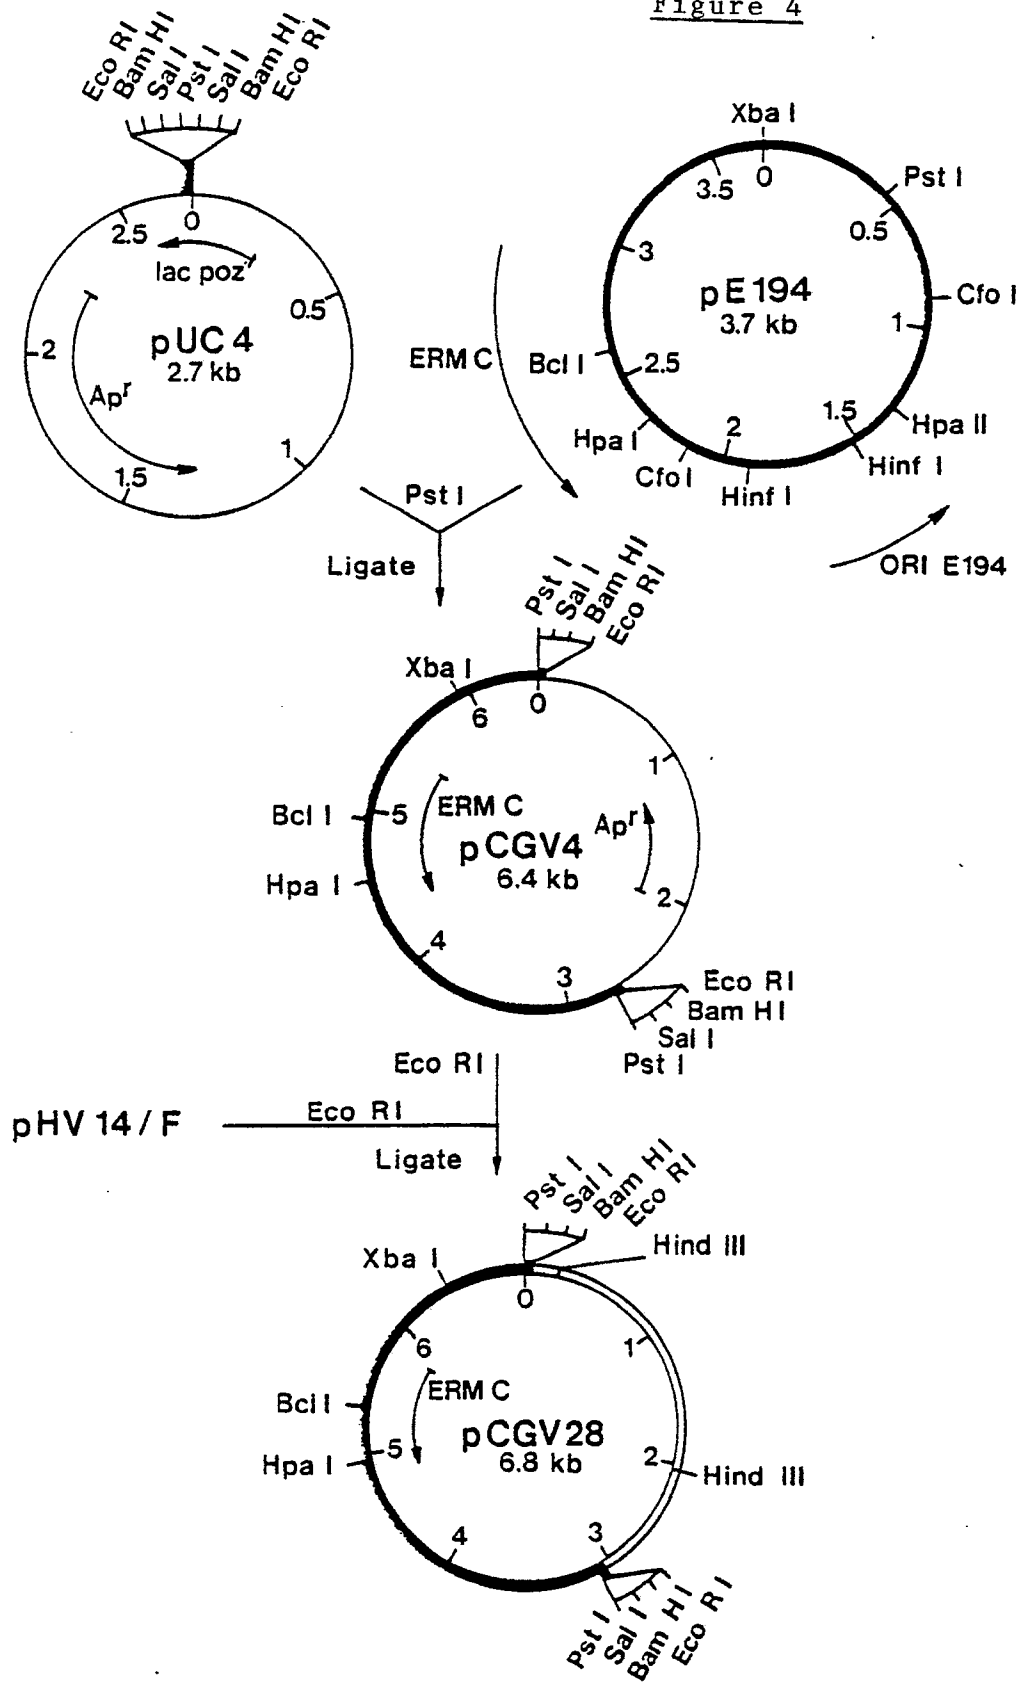 Figure 4
Eco RI
Bam HI
Sal I
Pst I
Sal I
Bam HI
Eco RI
0
0.5
1
1.5
2
2.5
lac poz'
pUC 4
2.7 kb
Apr
Xba I
0
Pst I
0.5
Cfo I
1
Hpa II
1.5
Hinf I
Hinf I
2
Cfo I
Hpa I
2.5
Bcl I
3
3.5
pE194
3.7 kb
ERM C
ORI E194
Pst I
Ligate
Pst I
Sal I
Bam HI
Eco RI
Xba I
6
0
1
Bcl I
5
ERM C
Apr
pCGV4
6.4 kb
Hpa I
2
4
3
Eco RI
Bam HI
Sal I
Pst I
Eco RI
pHV 14 / F
Eco RI
Ligate
Pst I
Sal I
Bam HI
Eco RI
Hind III
Xba I
0
6
1
ERM C
Bcl I
pCGV28
6.8 kb
5
Hpa I
2
Hind III
4
3
Pst I
Sal I
Bam HI
Eco RI